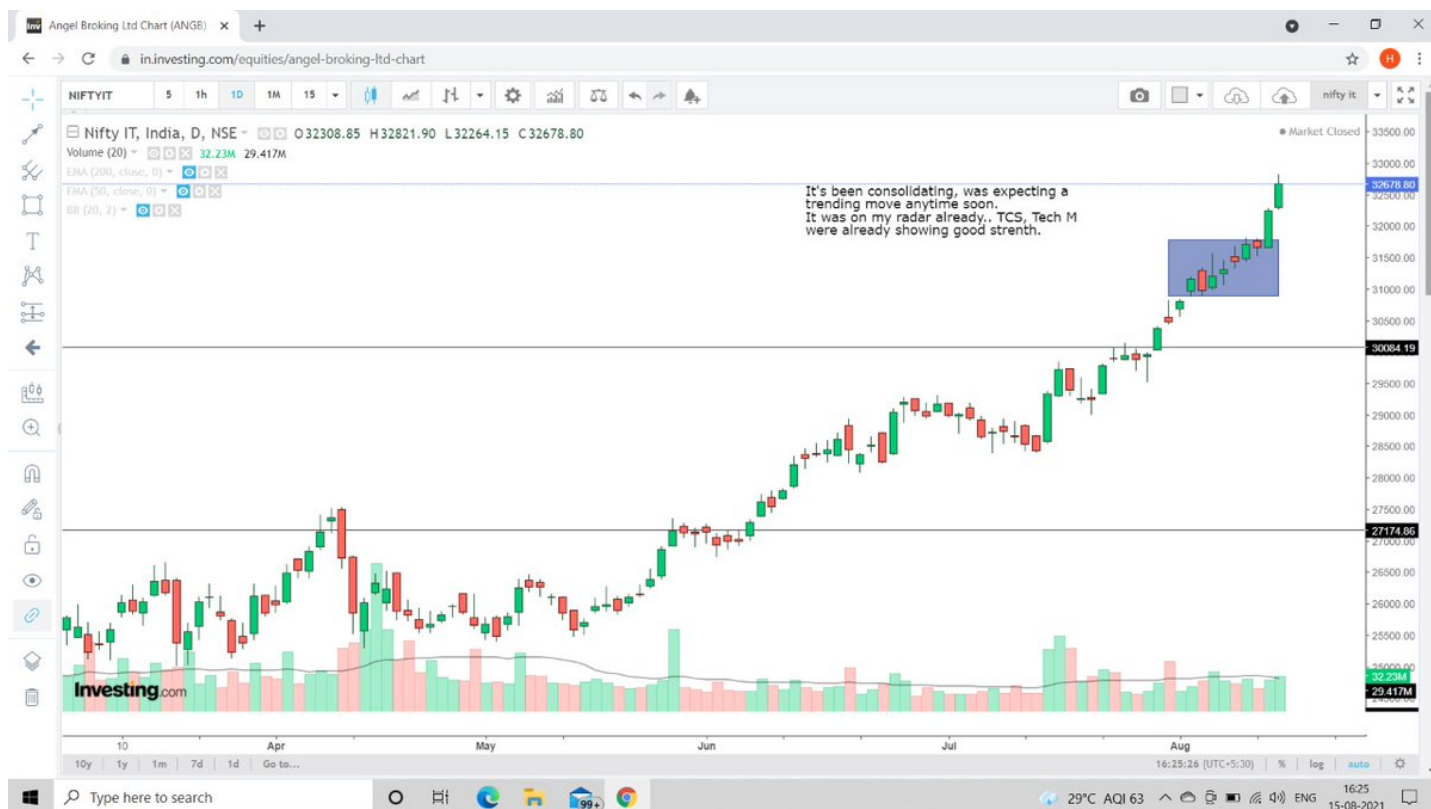 Angel Broking Ltd Chart (ANGB)
in.investing.com/equities/angel-broking-ltd-chart
H
NIFTYIT 5 1h 1D 1M 15 nifty it
Nifty IT, India, D, NSE O32308.85 H32821.90 L32264.15 C32678.80 Market Closed
Volume (20) 32.23M 29.417M
EMA (200, close, 0)
EMA (50, close, 0)
BB (20, 2)
It's been consolidating, was expecting a
trending move anytime soon.
It was on my radar already.. TCS, Tech M
were already showing good strenth.
33500.00
33000.00
32678.80
32500.00
32000.00
31500.00
31000.00
30500.00
30084.19
29500.00
29000.00
28500.00
28000.00
27500.00
27174.86
27000.00
26500.00
26000.00
25500.00
25000.00
32.23M
29.417M
Investing.com
10 Apr May Jun Jul Aug
10y 1y 1m 7d 1d Go to... 16:25:26 (UTC+5:30) % log auto
Type here to search 99+ 29°C AQI 63 ENG 16:25
15-08-2021